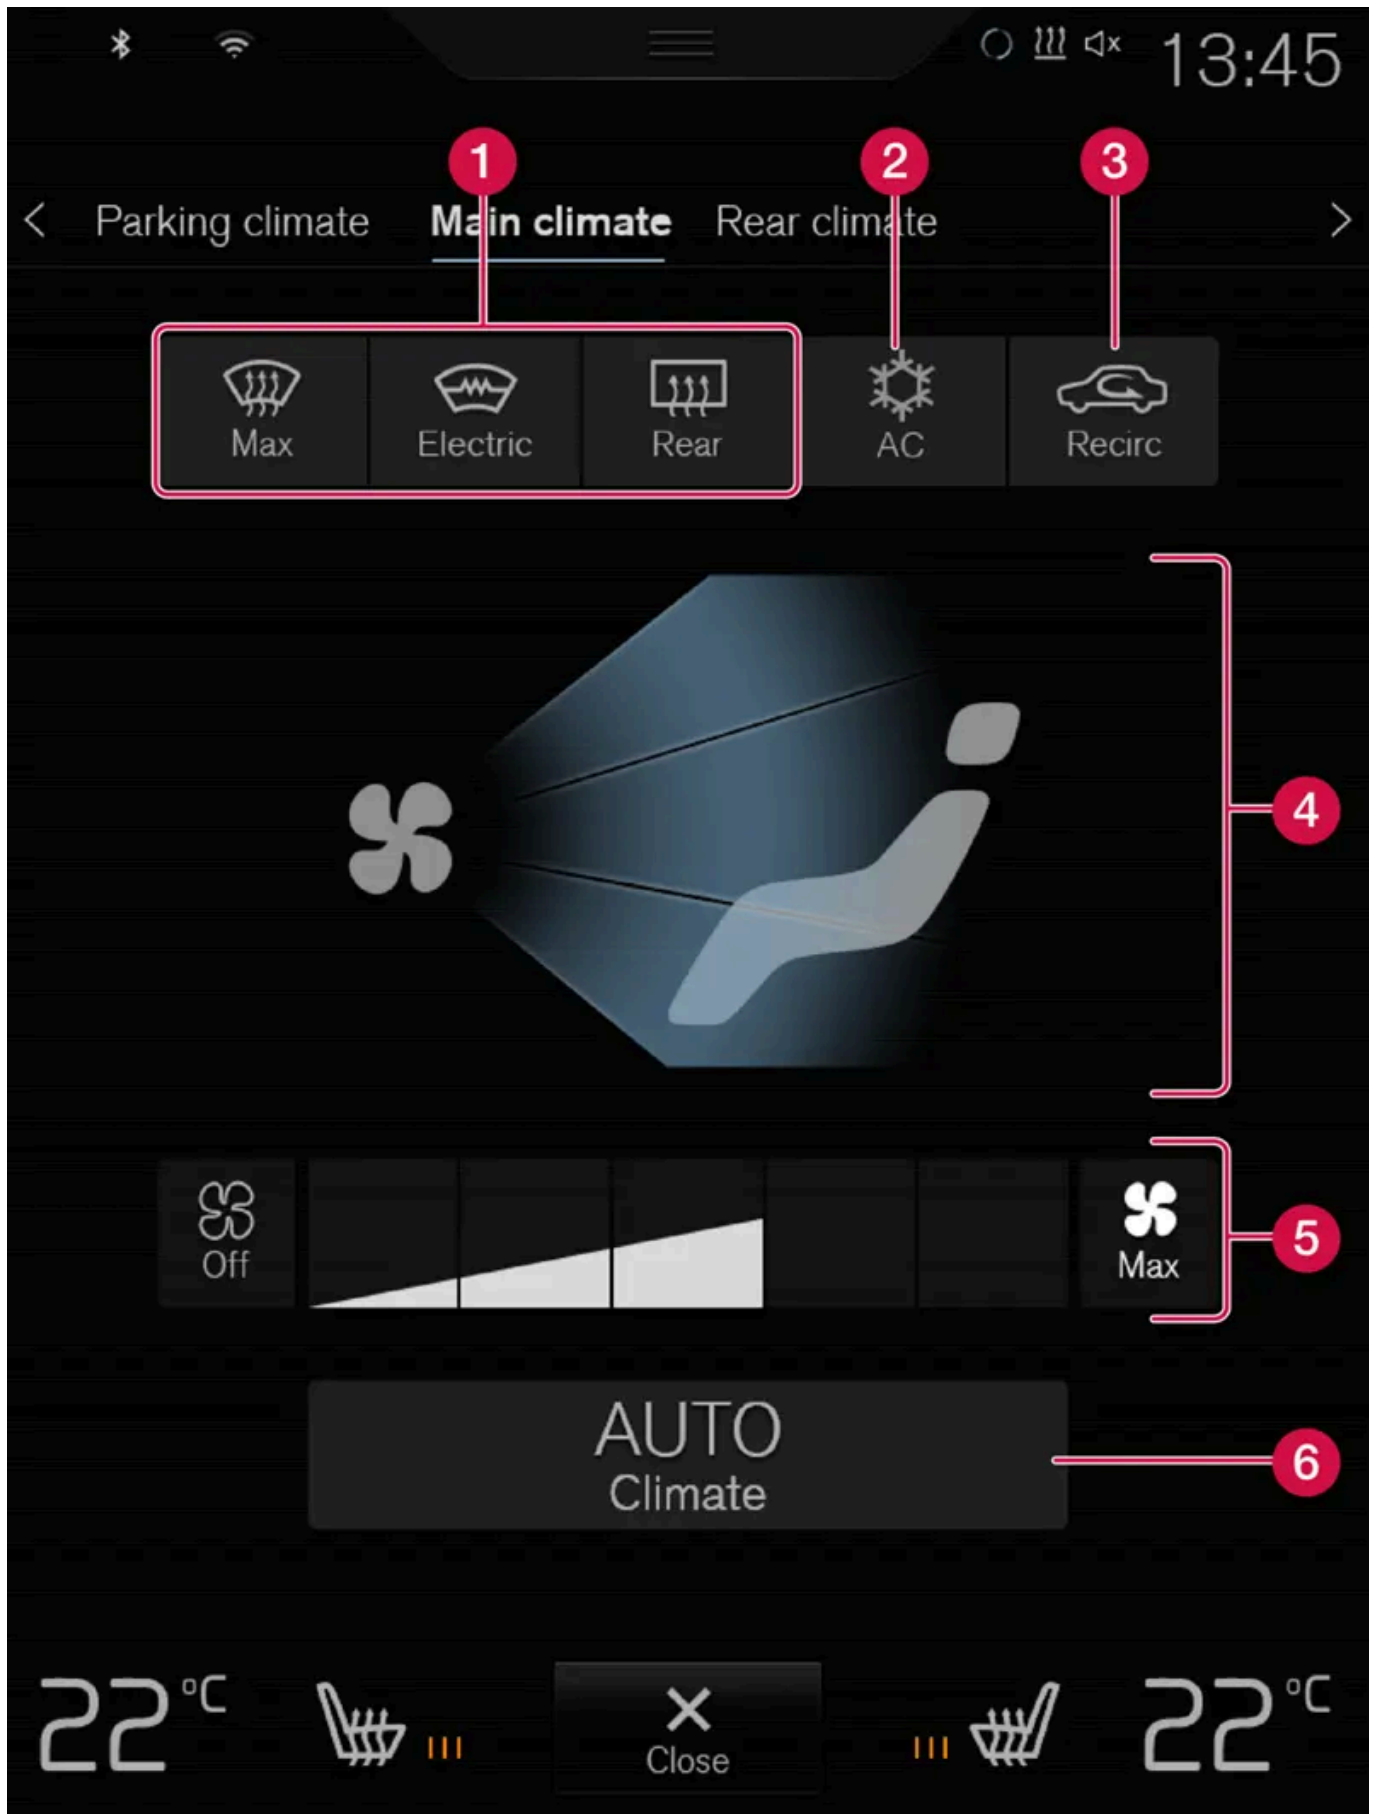 13:45
1 2 3
Parking climate Main climate Rear climate
Max Electric Rear AC Recirc
4
Off Max
5
AUTO
Climate
6
22 °C 22 °C
Close